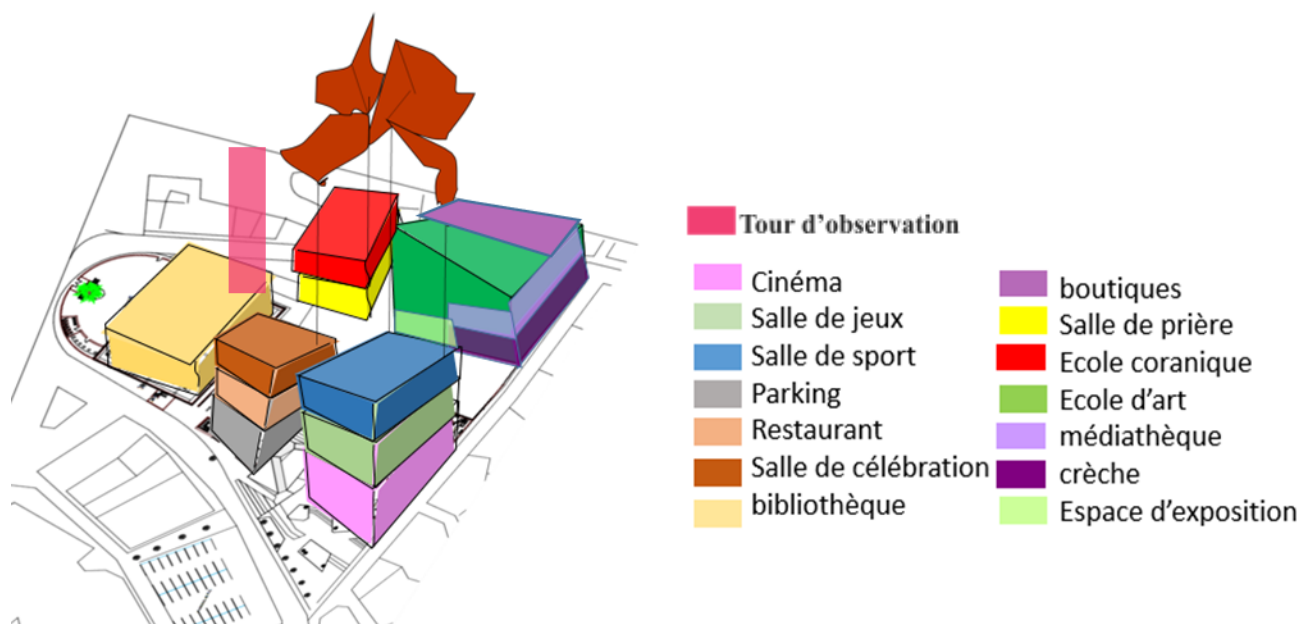 Tour d’observation
Cinéma
Salle de jeux
Salle de sport
Parking
Restaurant
Salle de célébration
bibliothèque
boutiques
Salle de prière
Ecole coranique
Ecole d’art
médiathèque
crèche
Espace d’exposition